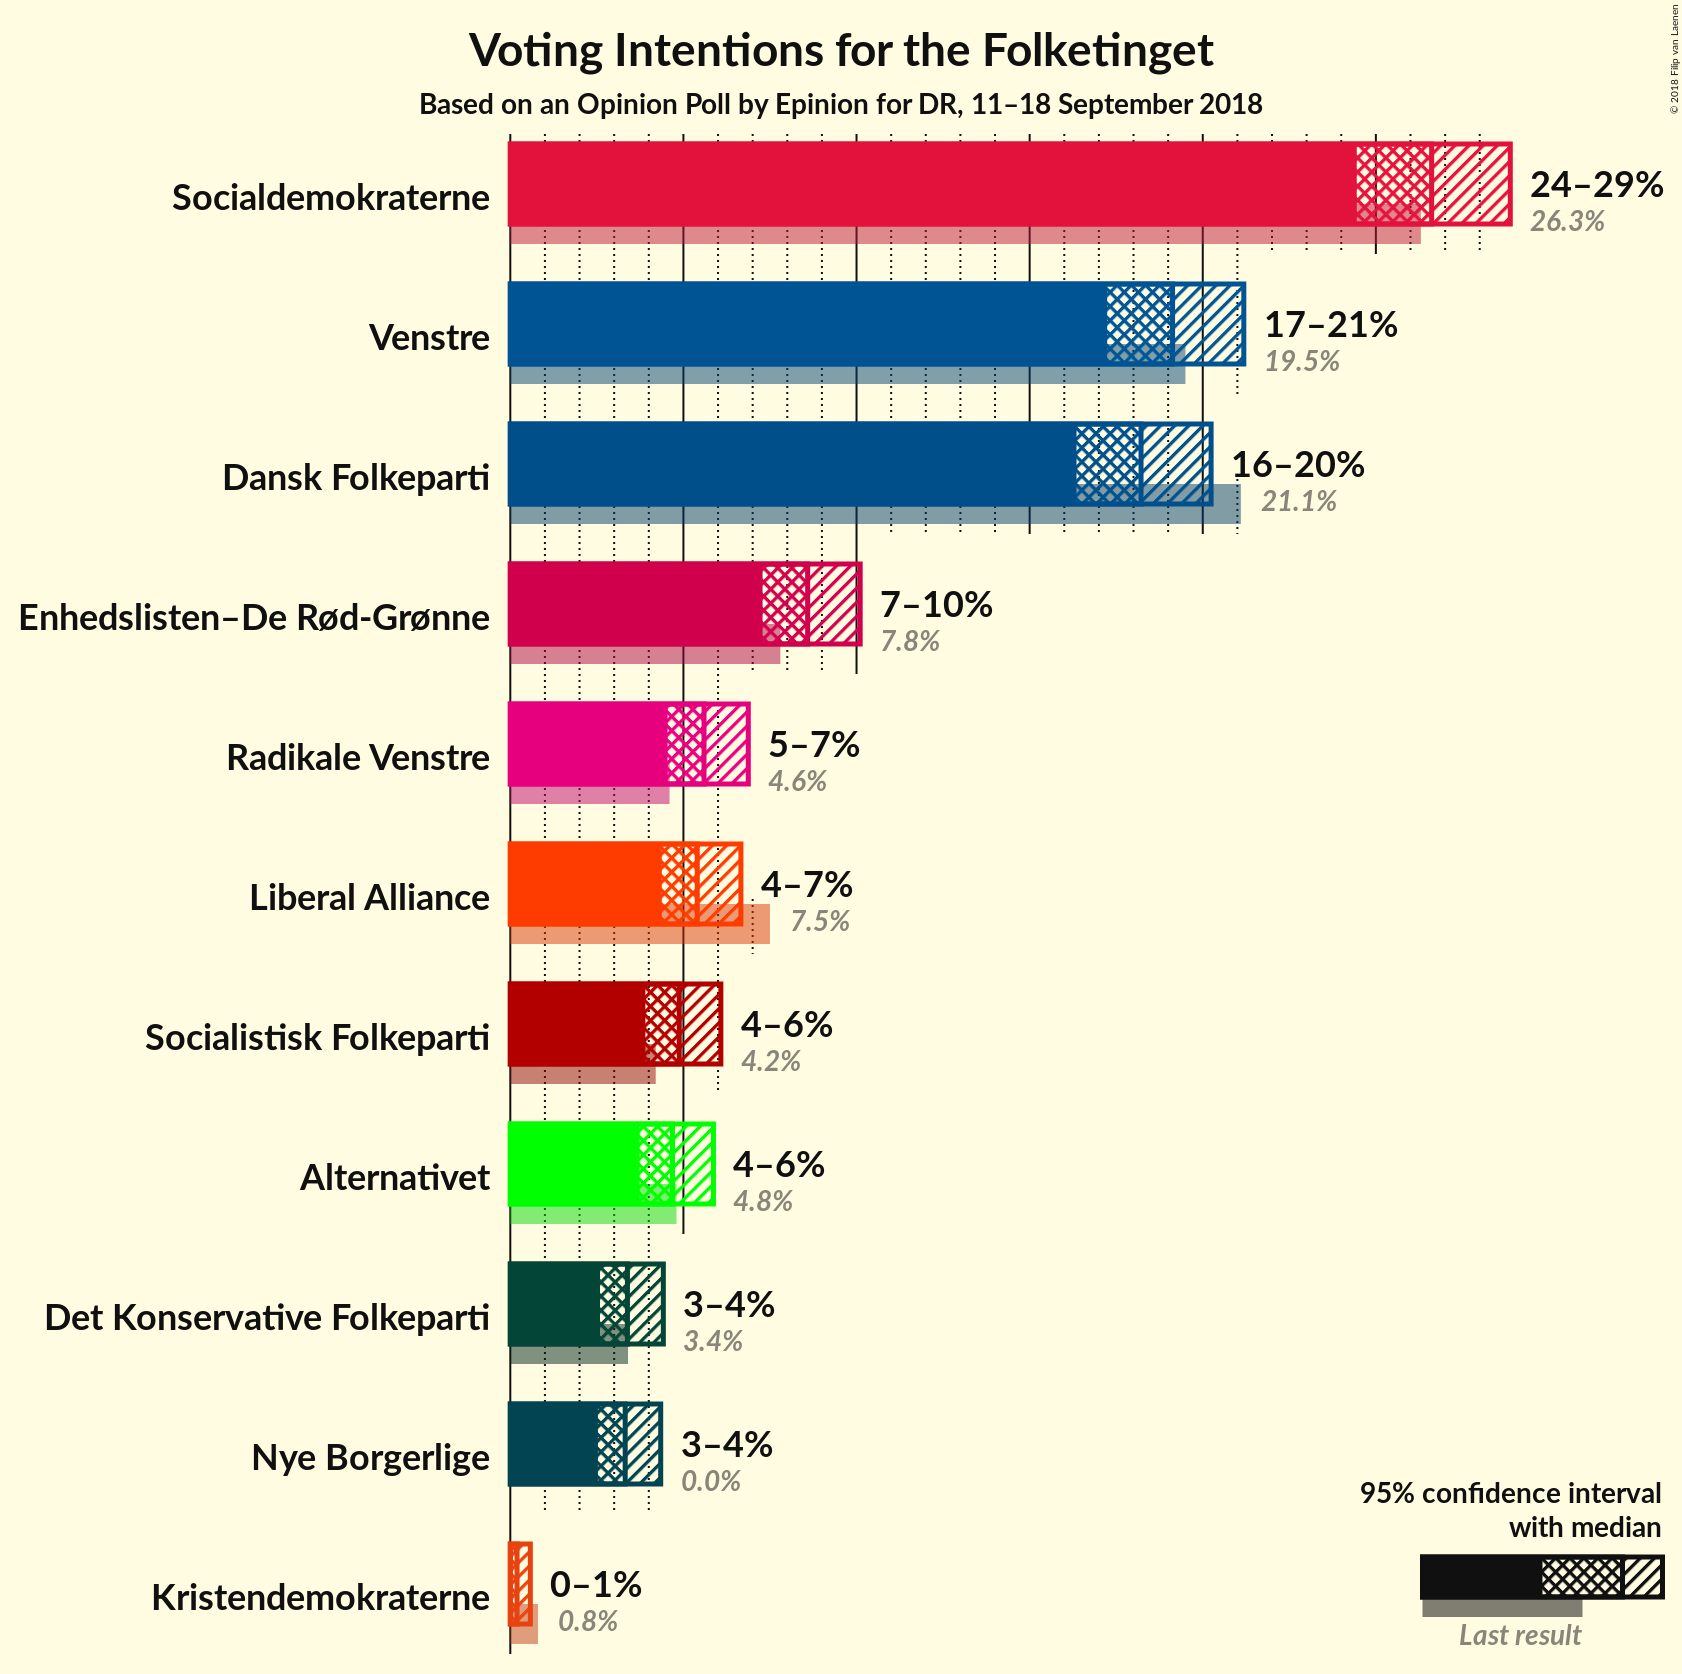 Voting Intentions for the Folketinget
Based on an Opinion Poll by Epinion for DR, 11–18 September 2018
© 2018 Filip van Laenen
Socialdemokraterne
24–29%
26.3%
Venstre
17–21%
19.5%
Dansk Folkeparti
16–20%
21.1%
Enhedslisten–De Rød-Grønne
7–10%
7.8%
Radikale Venstre
5–7%
4.6%
Liberal Alliance
4–7%
7.5%
Socialistisk Folkeparti
4–6%
4.2%
Alternativet
4–6%
4.8%
Det Konservative Folkeparti
3–4%
3.4%
Nye Borgerlige
3–4%
0.0%
Kristendemokraterne
0–1%
0.8%
95% confidence interval
with median
Last result